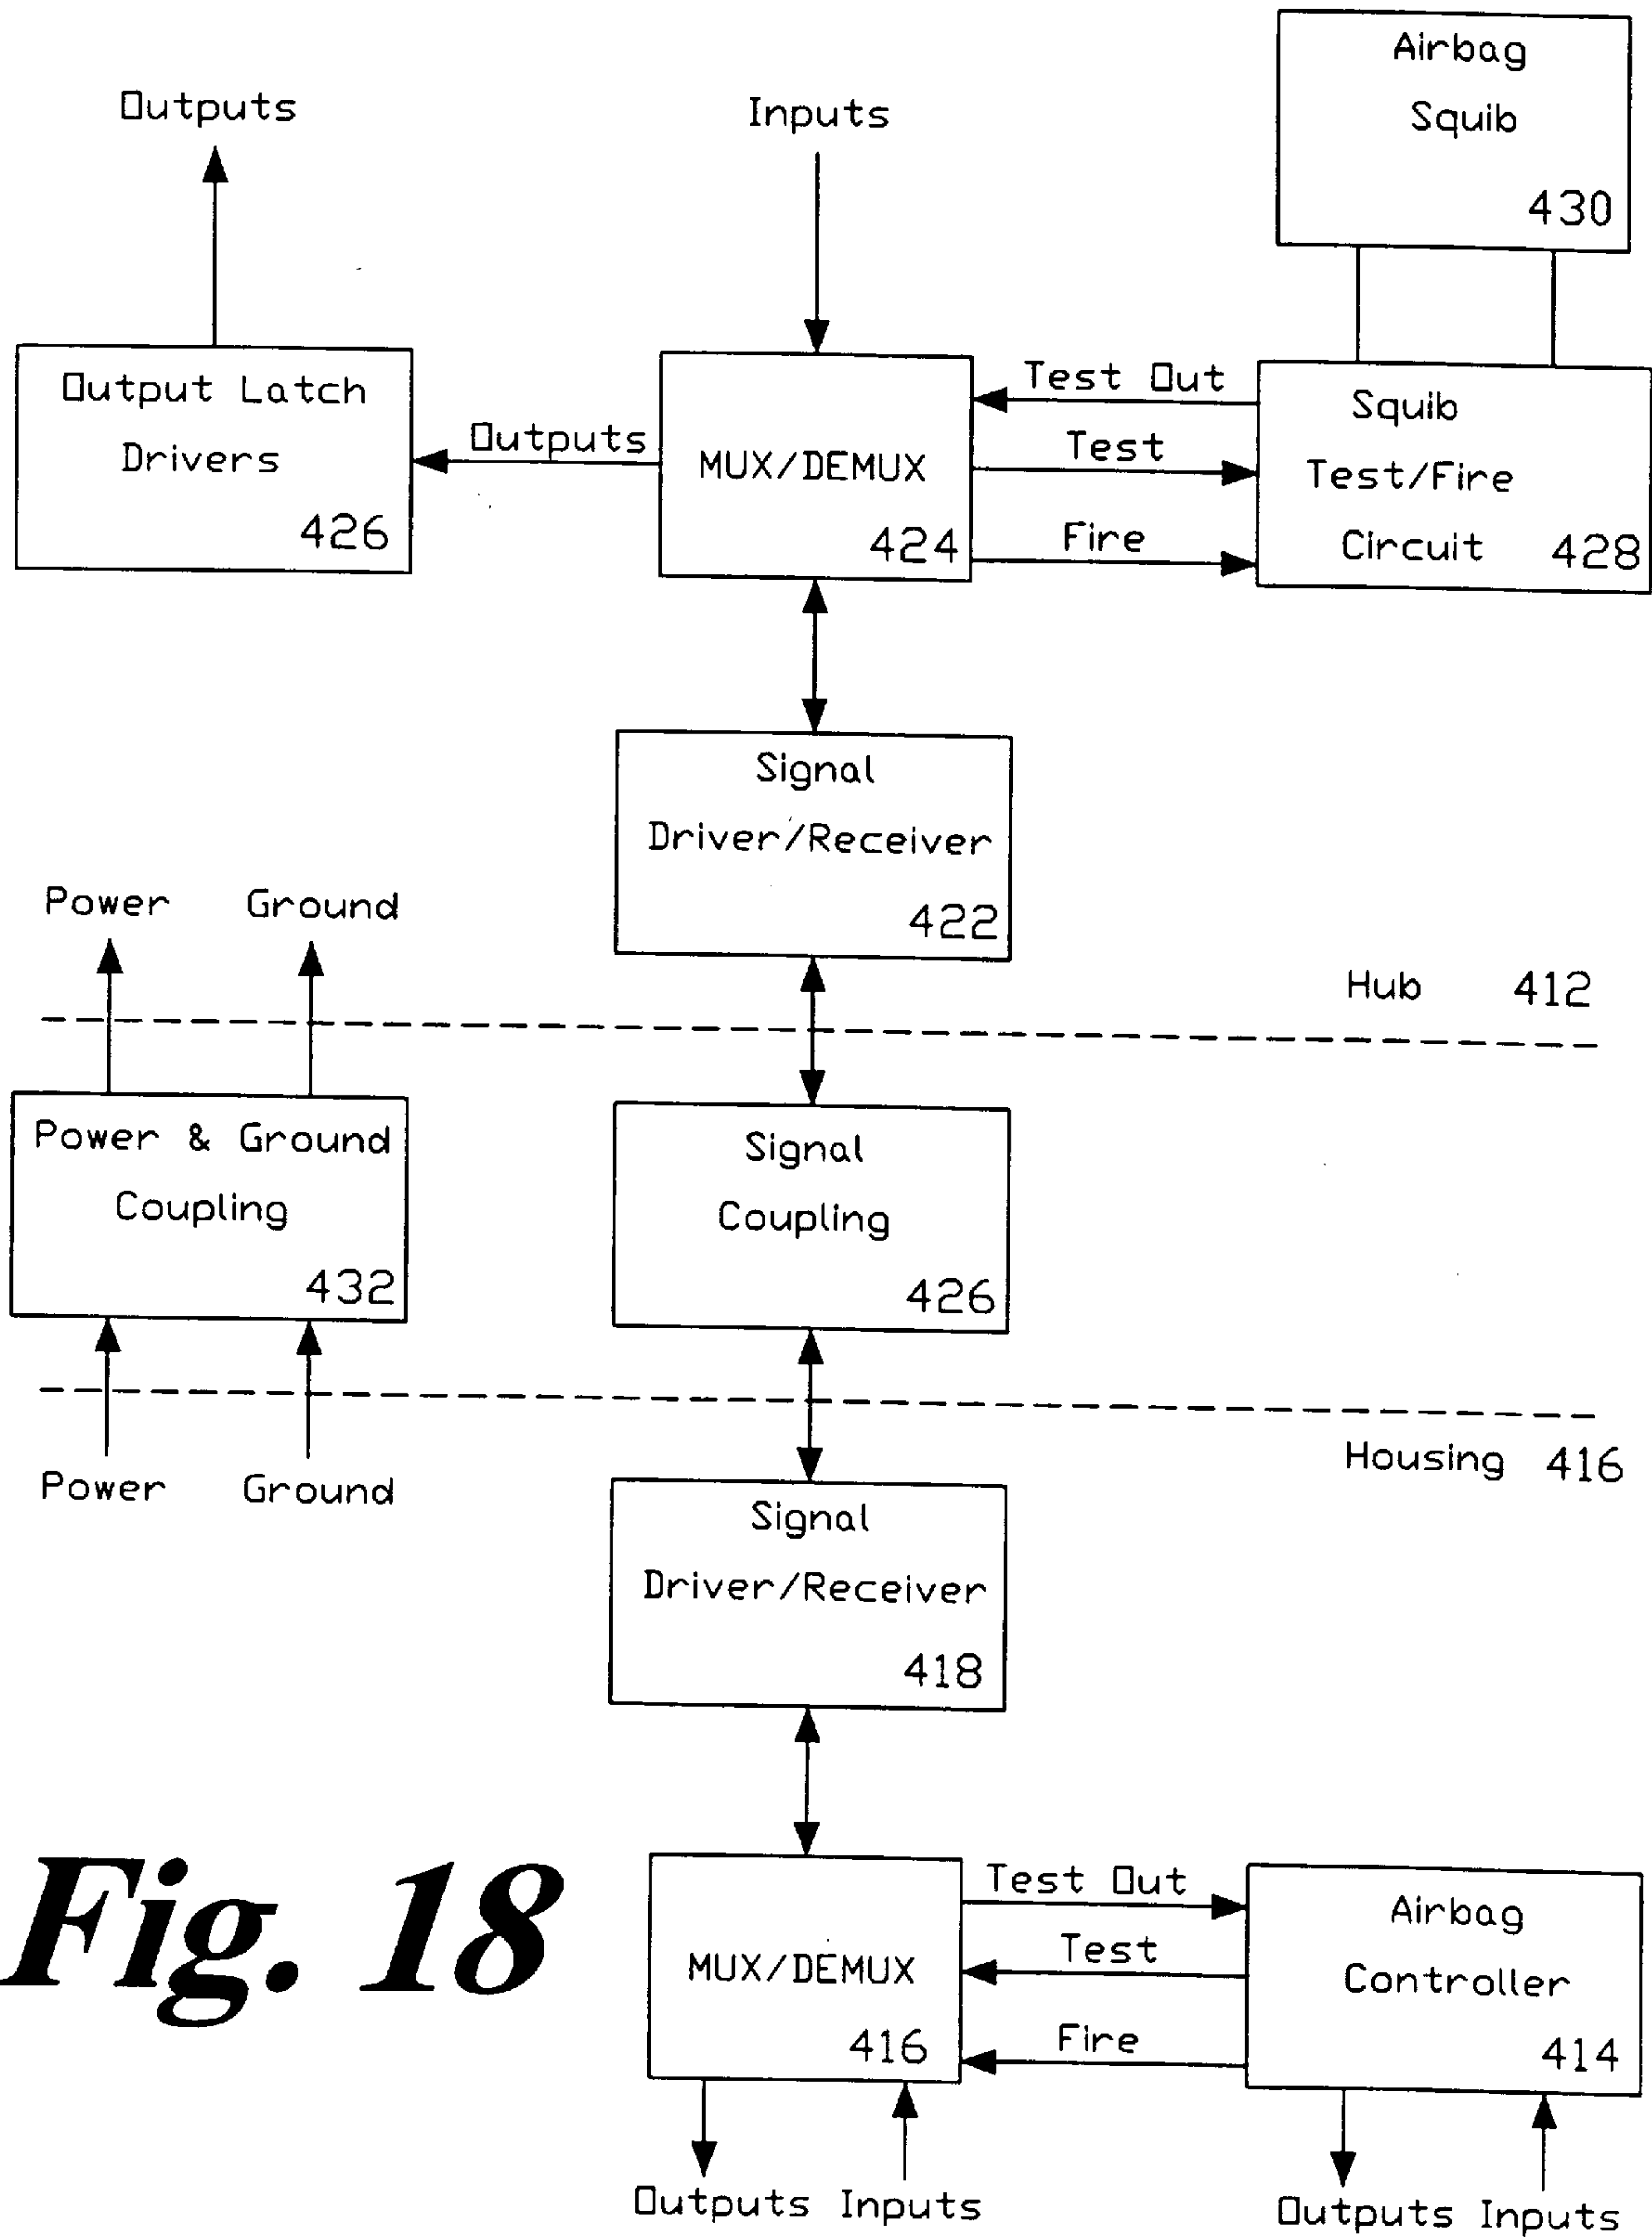 Airbag
Squib
430
Outputs
Inputs
Output Latch
Drivers
426
Outputs
MUX/DEMUX
424
Test Out
Test
Fire
Squib
Test/Fire
Circuit 428
Signal
Driver/Receiver
422
Power Ground
Hub 412
Power & Ground
Coupling
432
Signal
Coupling
426
Power Ground
Housing 416
Signal
Driver/Receiver
418
MUX/DEMUX
416
Test Out
Test
Fire
Airbag
Controller
414
Outputs Inputs
Outputs Inputs
Fig. 18